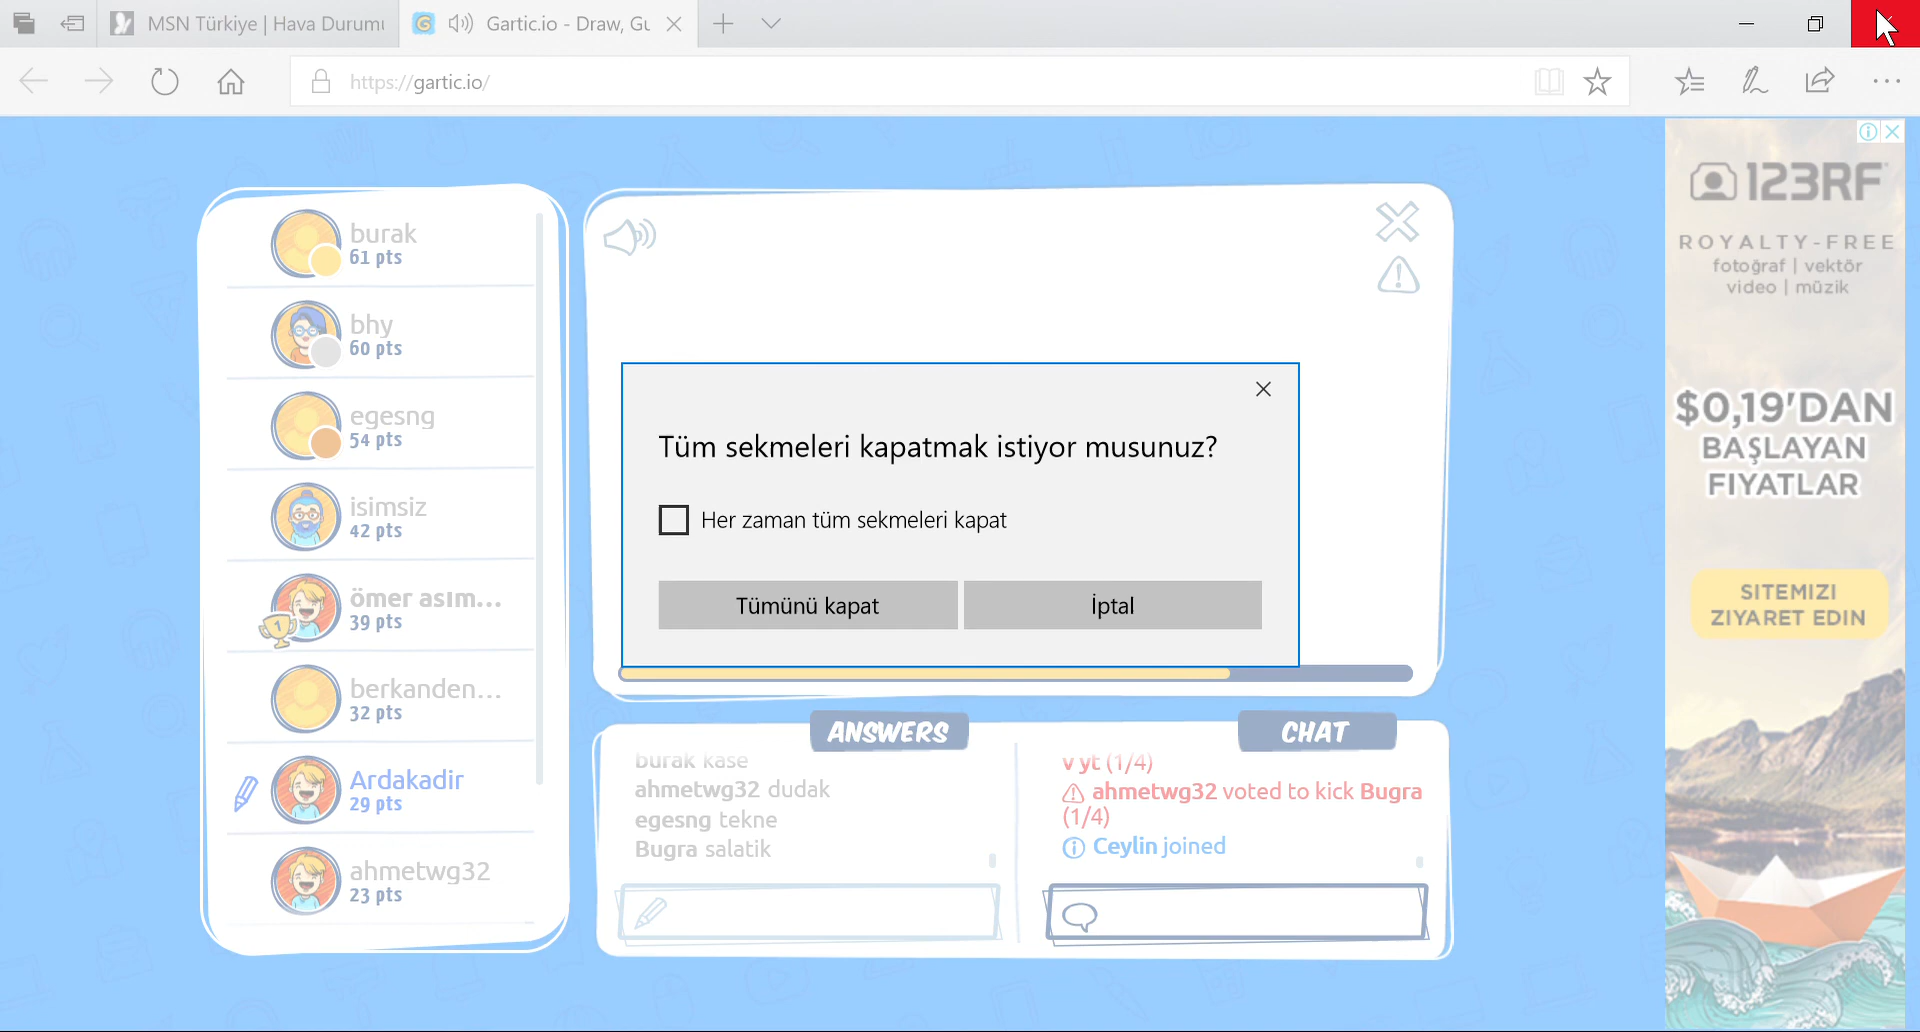 MSN Türkiye | Hava Durumu
Gartic.io - Draw, Gu
https://gartic.io/
burak
61 pts
bhy
60 pts
egesng
54 pts
isimsiz
42 pts
1
ömer asım...
39 pts
berkanden...
32 pts
Ardakadir
29 pts
ahmetwg32
23 pts
Tüm sekmeleri kapatmak istiyor musunuz?
Her zaman tüm sekmeleri kapat
Tümünü kapat
İptal
ANSWERS
burak kase
ahmetwg32 dudak
egesng tekne
Bugra salatik
CHAT
v yt (1/4)
ahmetwg32 voted to kick Bugra
(1/4)
Ceylin joined
123RF
ROYALTY-FREE
fotoğraf | vektör
video | müzik
$0,19'DAN
BAŞLAYAN
FIYATLAR
SITEMIZI
ZIYARET EDIN